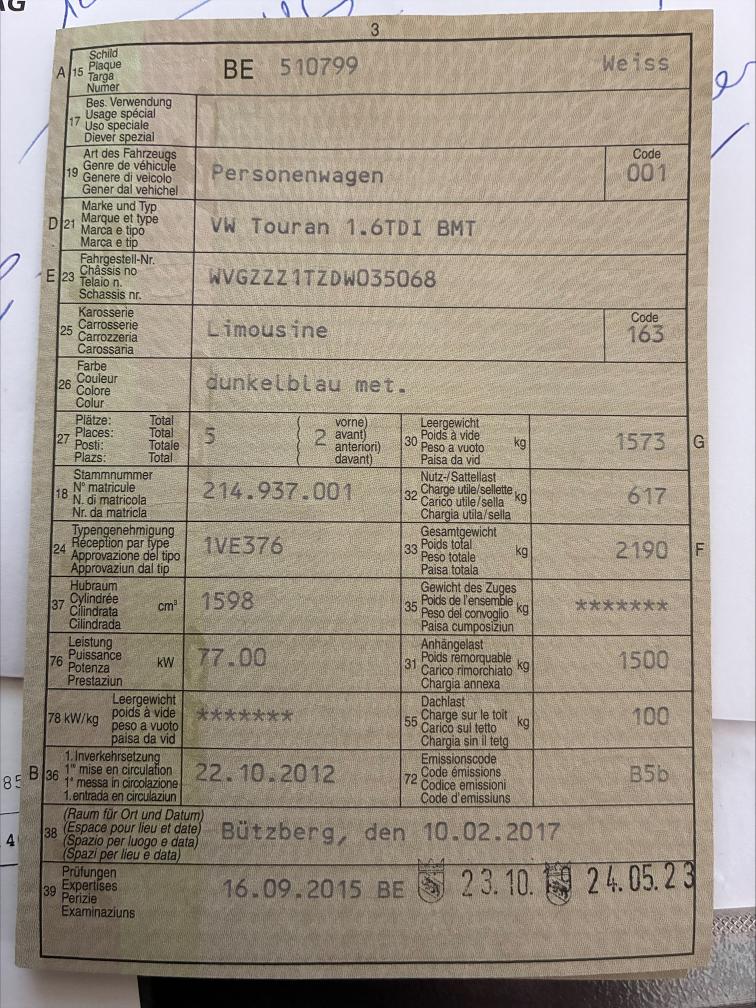 AG
3
A 15 Schild
Plaque
Targa
Numer
BE 510799 Weiss
17 Bes. Verwendung
Usage spécial
Uso speciale
Diever spezial
19 Art des Fahrzeugs
Genre de véhicule
Genere di veicolo
Gener dal vehichel
Personenwagen
Code
001
D 21 Marke und Typ
Marque et type
Marca e tipo
Marca e tip
VW Touran 1.6TDI BMT
E 23 Fahrgestell-Nr.
Châssis no
Telaio n.
Schassis nr.
WVGZZZ1TZDW035068
25 Karosserie
Carrosserie
Carrozzeria
Carossaria
Limousine
Code
163
26 Farbe
Couleur
Colore
Colur
dunkelblau met.
27 Plätze: Total
Places: Total
Posti: Totale
Plazs: Total
5
( 2 vorne)
avant)
anteriori)
davant)
30 Leergewicht
Poids à vide
Peso a vuoto
Paisa da vid
kg
1573 G
18 Stammnummer
N° matricule
N. di matricola
Nr. da matricla
214.937.001
32 Nutz-/Sattellast
Charge utile/sellette
Carico utile/sella
Chargia utila/sella
kg
617
24 Typengenehmigung
Réception par type
Approvazione del tipo
Approvaziun dal tip
1VE376
33 Gesamtgewicht
Poids total
Peso totale
Paisa totala
kg
2190 F
37 Hubraum
Cylindrée
Cilindrata
Cilindrada
cm³
1598
35 Gewicht des Zuges
Poids de l'ensemble
Peso del convoglio
Paisa cumposiziun
kg
*******
76 Leistung
Puissance
Potenza
Prestaziun
kW
77.00
31 Anhängelast
Poids remorquable
Carico rimorchiato
Chargia annexa
kg
1500
78 kW/kg
Leergewicht
poids à vide
peso a vuoto
paisa da vid
*******
55 Dachlast
Charge sur le toit
Carico sul tetto
Chargia sin il tetg
kg
100
B 36 1. Inverkehrsetzung
1re mise en circulation
1a messa in circolazione
1. entrada en circulaziun
22.10.2012
72 Emissionscode
Code émissions
Codice emissioni
Code d'emissiuns
B5b
38 (Raum für Ort und Datum)
(Espace pour lieu et date)
(Spazio per luogo e data)
(Spazi per lieu e data)
Bützberg, den 10.02.2017
39 Prüfungen
Expertises
Perizie
Examinaziuns
16.09.2015 BE 23.10.19 24.05.23
85
4